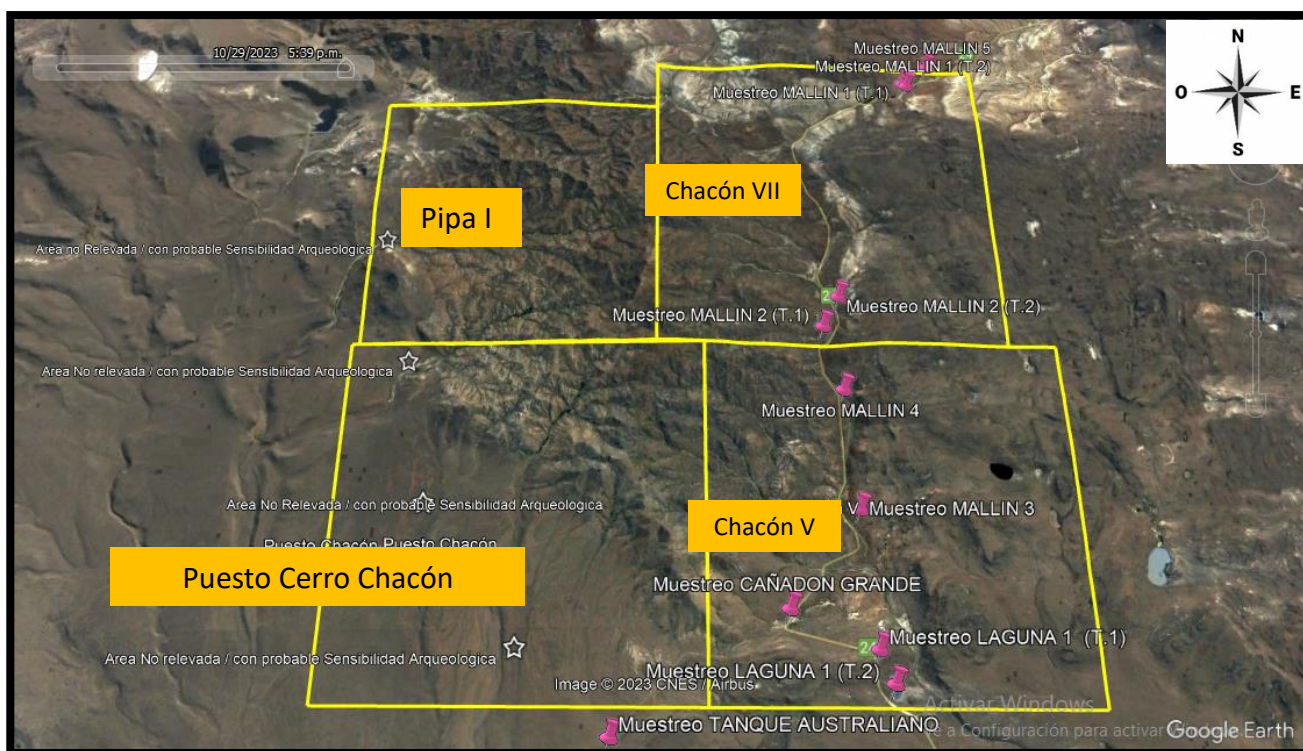 10/29/2023 5:39 p.m.
N
O
E
S
Muestreo MALLIN 5
Muestreo MALLIN 1 (T.2)
Muestreo MALLIN 1 (T.1)
Chacón VII
Pipa I
Area no Relevada / con probable Sensibilidad Arqueologica
Muestreo MALLIN 2 (T.2)
Muestreo MALLIN 2 (T.1)
Area No relevada / con probable Sensibilidad Arqueologica
Muestreo MALLIN 4
Area No Relevada / con probable Sensibilidad Arqueologica
Muestreo MALLIN 3
Chacón V
Puesto Chacón Puesto Chacón
Puesto Cerro Chacón
Muestreo CAÑADON GRANDE
Muestreo LAGUNA 1 (T.1)
Area No relevada / con probable Sensibilidad Arqueologica
Muestreo LAGUNA 1 (T.2)
Image © 2023 CNES / Airbus
Activar Windows
Muestreo TANQUE AUSTRALIANO
a Configuración para activar
Google Earth